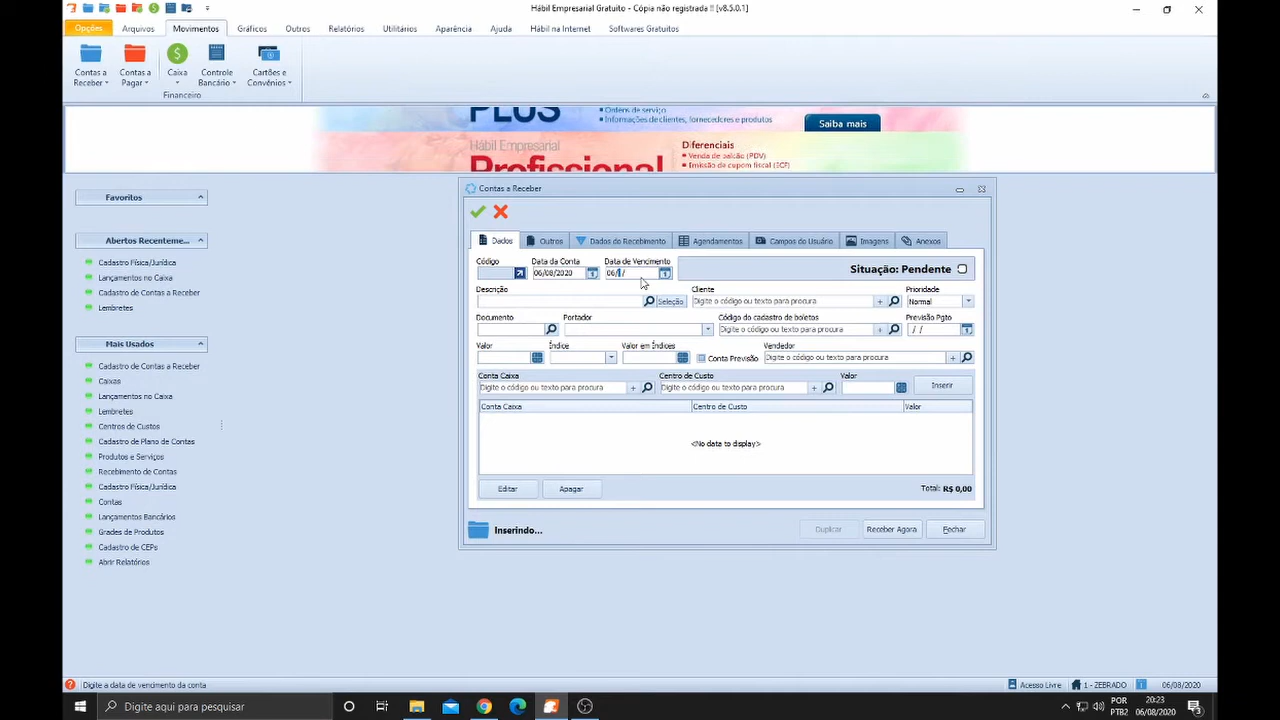 Hábil Empresarial Gratuito - Cópia não registrada !! [v8.5.0.1]
Opções Arquivos Movimentos Gráficos Outros Relatórios Utilitários Aparência Ajuda Hábil na Internet Softwares Gratuitos
Contas a Receber
Contas a Pagar
Caixa
Controle Bancário
Cartões e Convênios
Financeiro
PLUS
• Ordens de serviço
• Informações de clientes, fornecedores e produtos
Saiba mais
Hábil Empresarial
Profissional
Diferenciais
• Venda de balcão (PDV)
• Emissão de cupom fiscal (ECF)
Favoritos
Abertos Recenteme...
Cadastro Física/Jurídica
Lançamentos no Caixa
Cadastro de Contas a Receber
Lembretes
Mais Usados
Cadastro de Contas a Receber
Caixas
Lançamentos no Caixa
Lembretes
Centros de Custos
Cadastro de Plano de Contas
Produtos e Serviços
Recebimento de Contas
Cadastro Física/Jurídica
Contas
Lançamentos Bancários
Grades de Produtos
Cadastro de CEPs
Abrir Relatórios
Contas a Receber
Dados Outros Dados do Recebimento Agendamentos Campos do Usuário Imagens Anexos
Código Data da Conta Data de Vencimento
06/08/2020 06/ /
Situação: Pendente
Descrição Cliente Prioridade
Seleção Digite o código ou texto para procura + Normal
Documento Portador Código do cadastro de boletos Previsão Pgto
Digite o código ou texto para procura + / /
Valor Índice Valor em Índices Conta Previsão Vendedor
Digite o código ou texto para procura +
Conta Caixa Centro de Custo Valor
Digite o código ou texto para procura + Digite o código ou texto para procura + Inserir
Conta Caixa Centro de Custo Valor
<No data to display>
Editar Apagar Total: R$ 0,00
Inserindo... Duplicar Receber Agora Fechar
Digite a data de vencimento da conta Acesso Livre 1 - ZEBRADO 06/08/2020
Digite aqui para pesquisar
POR
PTB2
20:23
06/08/2020
3